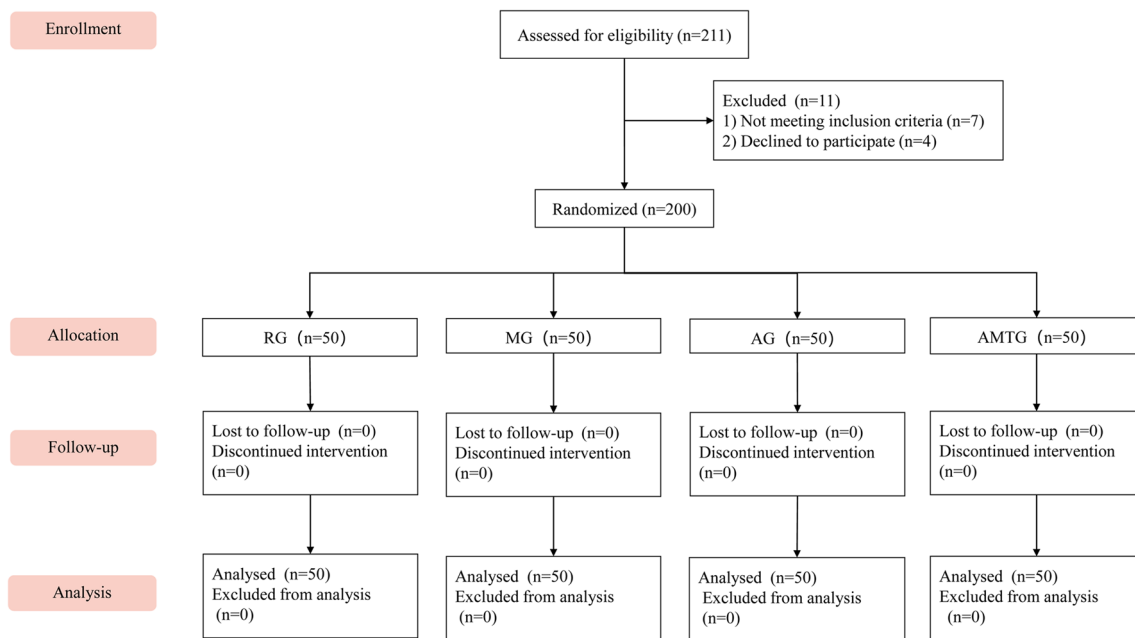 Enrollment
Assessed for eligibility (n=211)
Excluded (n=11)
1) Not meeting inclusion criteria (n=7)
2) Declined to participate (n=4)
Randomized (n=200)
Allocation
RG (n=50)
MG (n=50)
AG (n=50)
AMTG (n=50)
Follow-up
Lost to follow-up (n=0)
Discontinued intervention
(n=0)
Lost to follow-up (n=0)
Discontinued intervention
(n=0)
Lost to follow-up (n=0)
Discontinued intervention
(n=0)
Lost to follow-up (n=0)
Discontinued intervention
(n=0)
Analysis
Analysed (n=50)
Excluded from analysis
(n=0)
Analysed (n=50)
Excluded from analysis
(n=0)
Analysed (n=50)
Excluded from analysis
(n=0)
Analysed (n=50)
Excluded from analysis
(n=0)